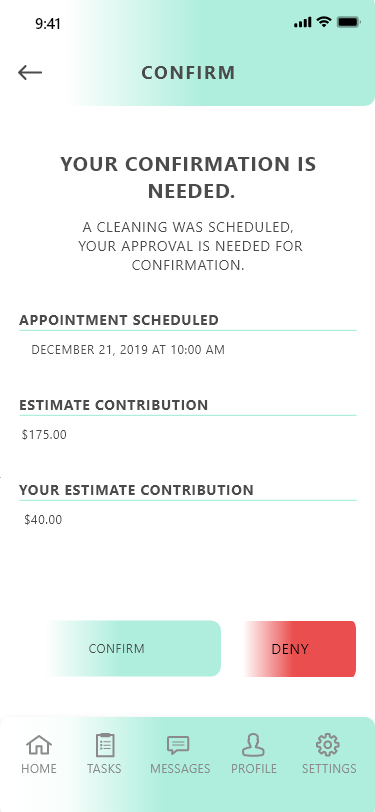 9:41
CONFIRM
YOUR CONFIRMATION IS
NEEDED.
A CLEANING WAS SCHEDULED,
YOUR APPROVAL IS NEEDED FOR
CONFIRMATION.
APPOINTMENT SCHEDULED
DECEMBER 21, 2019 AT 10:00 AM
ESTIMATE CONTRIBUTION
$175.00
YOUR ESTIMATE CONTRIBUTION
$40.00
CONFIRM DENY
HOME TASKS MESSAGES PROFILE SETTINGS